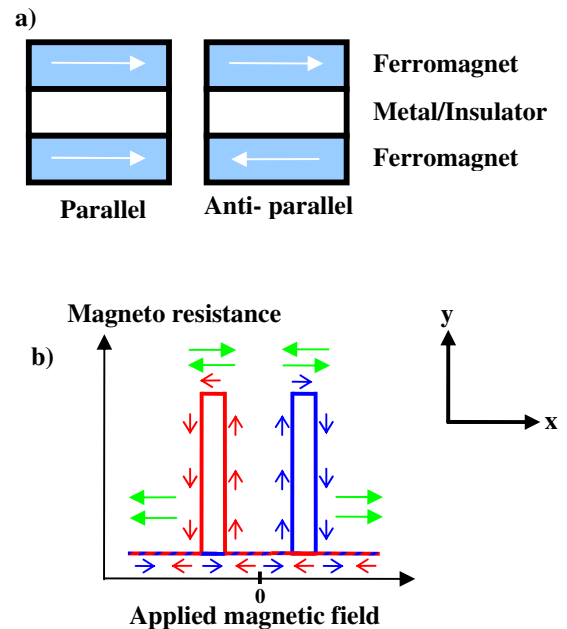 a)
Ferromagnet
Metal/Insulator
Ferromagnet
Parallel
Anti- parallel
Magneto resistance
y
b)
x
0
Applied magnetic field